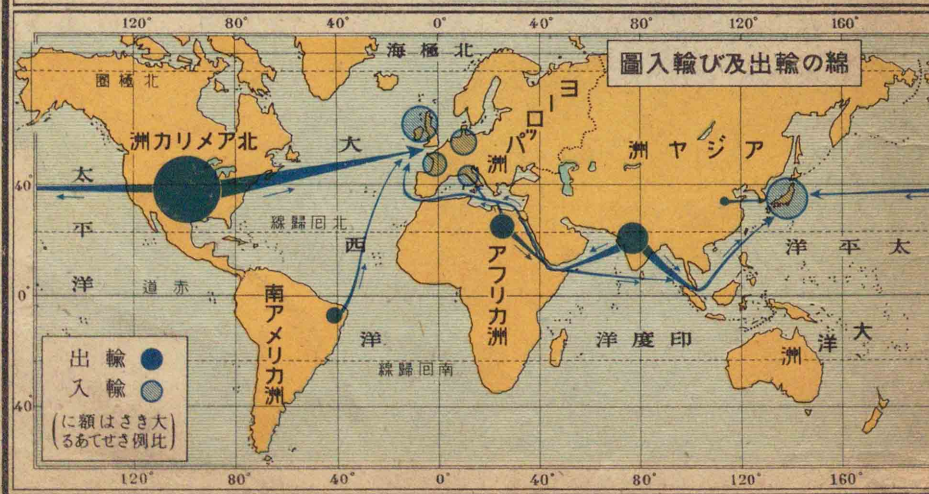 120° 80° 40° 0° 40° 80° 120° 160°
綿の輸出及び輸入圖
北極海
北極圏
北アメリカ洲
ヨーロッパ洲
アジヤ洲
大西洋
太平洋
40°
北回歸線
太平洋
アフリカ洲
赤道
0°
南アメリカ洲
印度洋
大洋洲
南回歸線
40°
輸出
輸入
(大きさは額に
比例させてある)
120° 80° 40° 0° 40° 80° 120° 160°